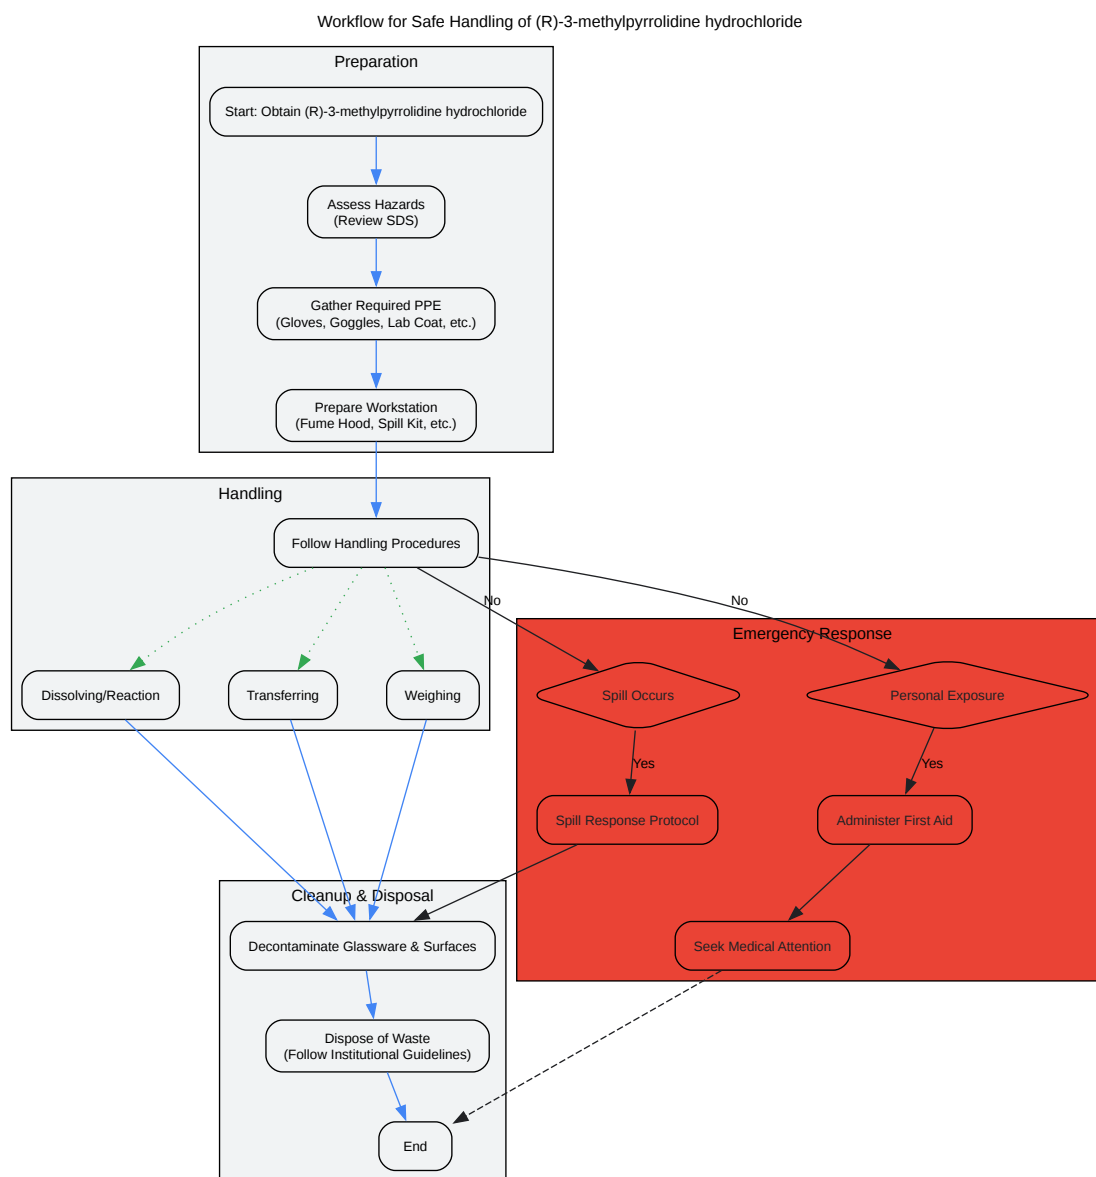 Workflow for Safe Handling of (R)-3-methylpyrrolidine hydrochloride
Preparation
Start: Obtain (R)-3-methylpyrrolidine hydrochloride
Assess Hazards
(Review SDS)
Gather Required PPE
(Gloves, Goggles, Lab Coat, etc.)
Prepare Workstation
(Fume Hood, Spill Kit, etc.)
Handling
Follow Handling Procedures
No
No
Emergency Response
Dissolving/Reaction
Transferring
Weighing
Spill Occurs
Personal Exposure
Yes
Yes
Spill Response Protocol
Administer First Aid
Cleanup & Disposal
Decontaminate Glassware & Surfaces
Seek Medical Attention
Dispose of Waste
(Follow Institutional Guidelines)
End